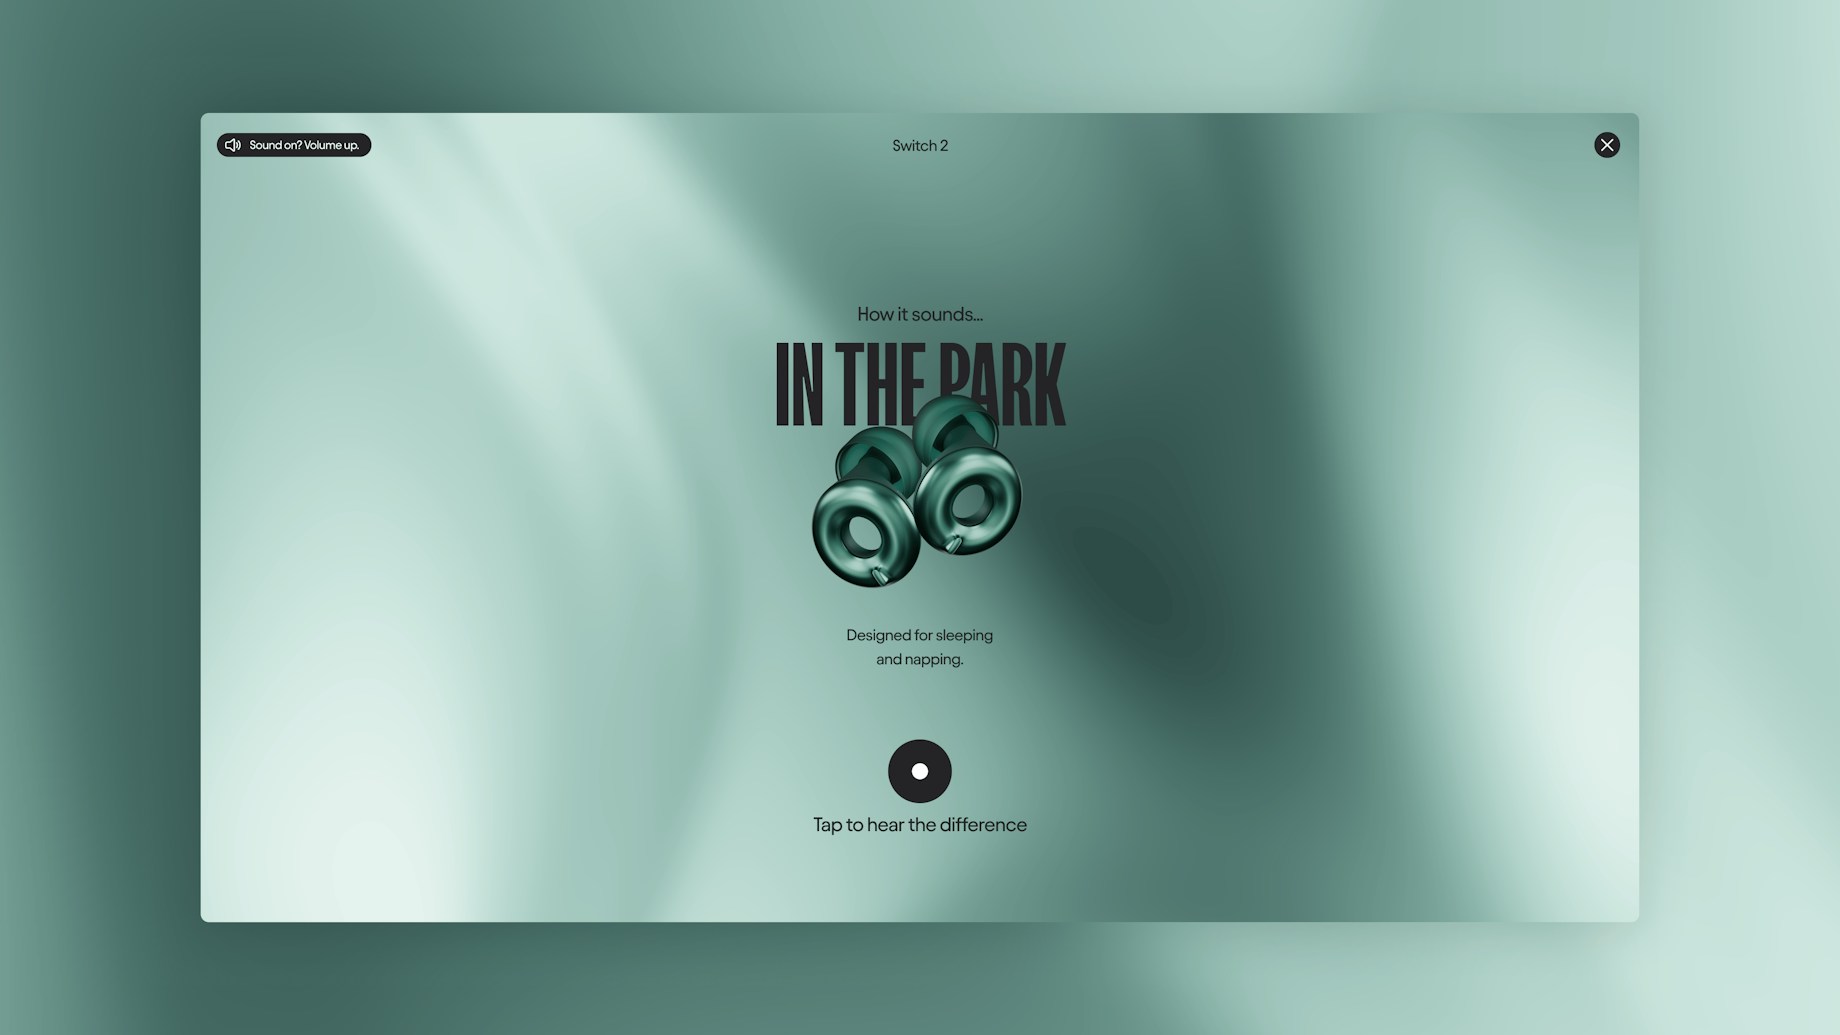 Sound on? Volume up.
Switch 2
How it sounds...
IN THE PARK
Designed for sleeping
and napping.
Tap to hear the difference